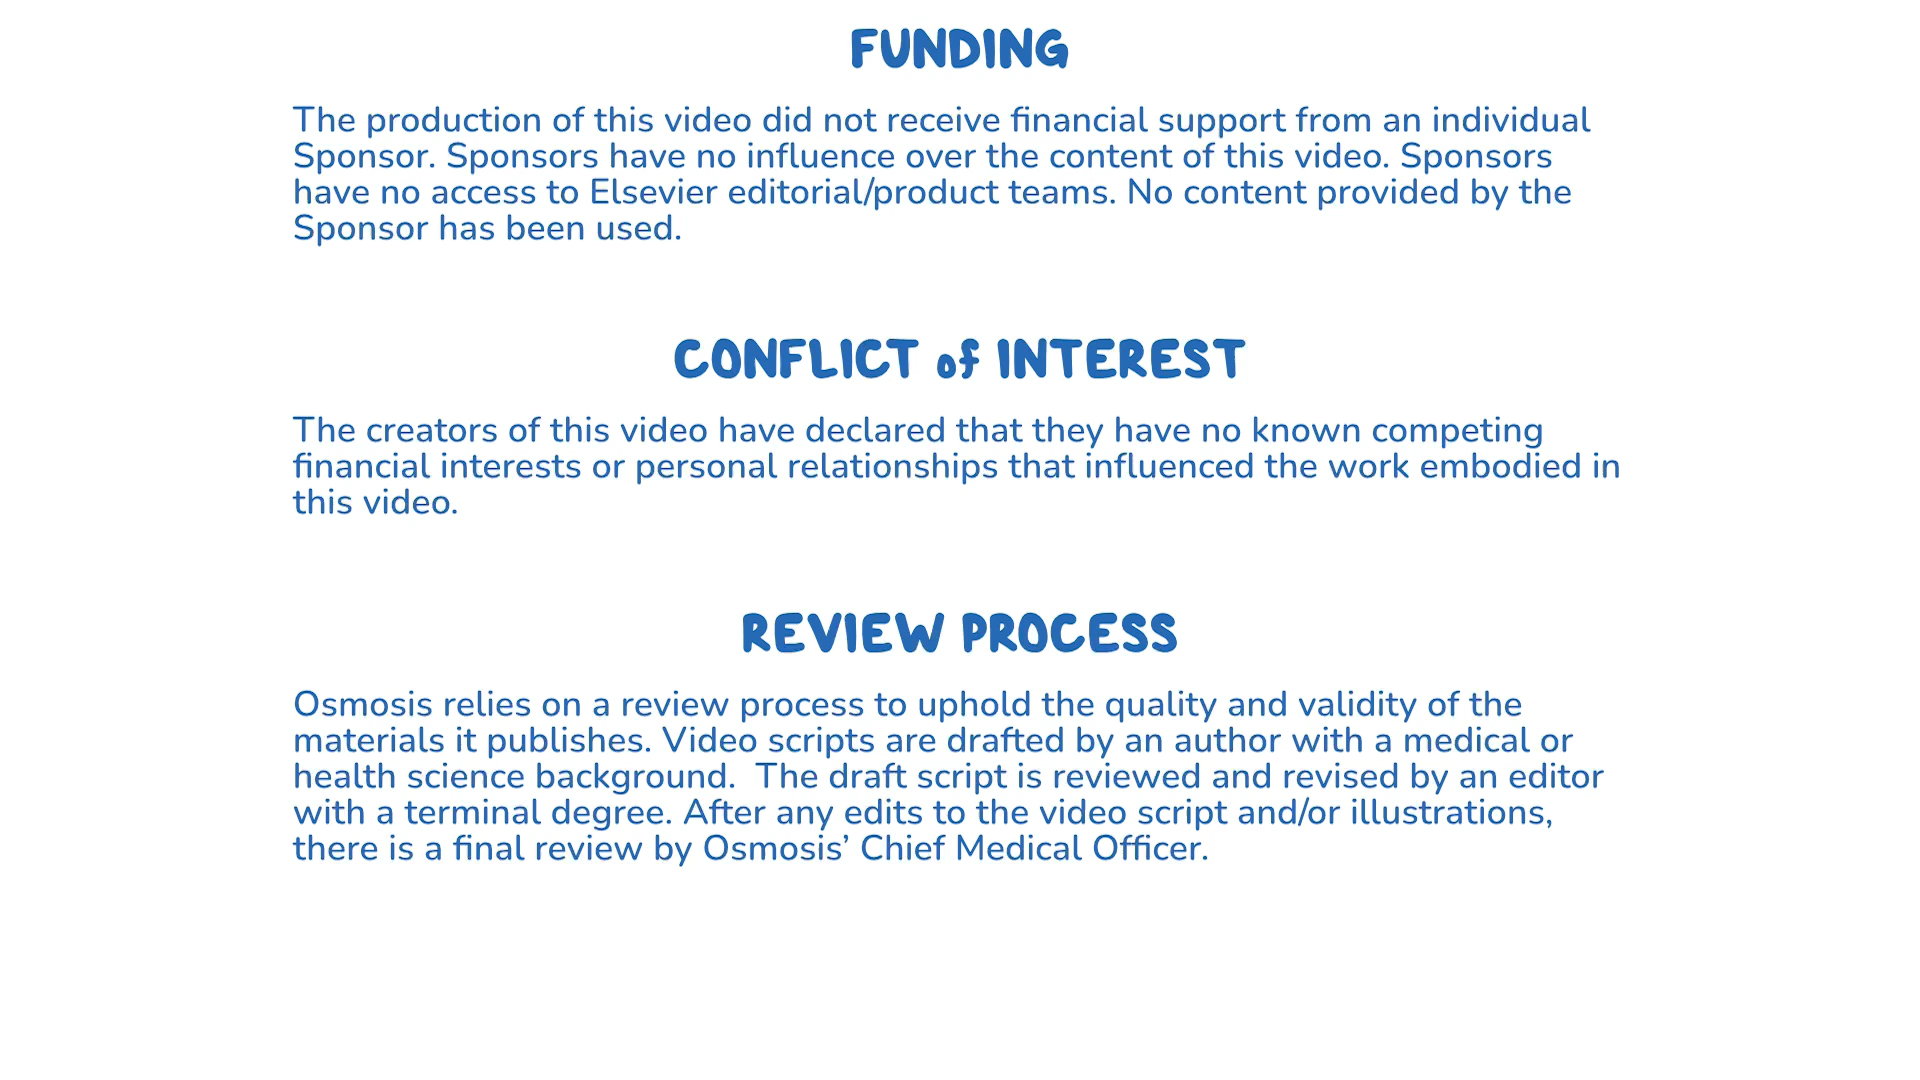 FUNDING
The production of this video did not receive financial support from an individual
Sponsor. Sponsors have no influence over the content of this video. Sponsors
have no access to Elsevier editorial/product teams. No content provided by the
Sponsor has been used.
CONFLICT of INTEREST
The creators of this video have declared that they have no known competing
financial interests or personal relationships that influenced the work embodied in
this video.
REVIEW PROCESS
Osmosis relies on a review process to uphold the quality and validity of the
materials it publishes. Video scripts are drafted by an author with a medical or
health science background.  The draft script is reviewed and revised by an editor
with a terminal degree. After any edits to the video script and/or illustrations,
there is a final review by Osmosis’ Chief Medical Officer.